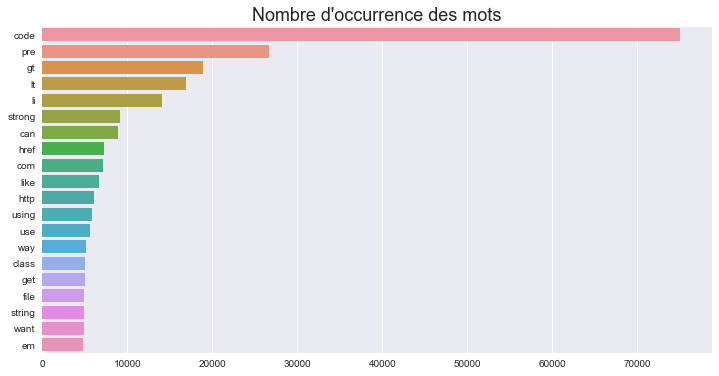 Nombre d'occurrence des mots
code
pre
gt
lt
li
strong
can
href
com
like
http
using
use
way
class
get
file
string
want
em
0 10000 20000 30000 40000 50000 60000 70000